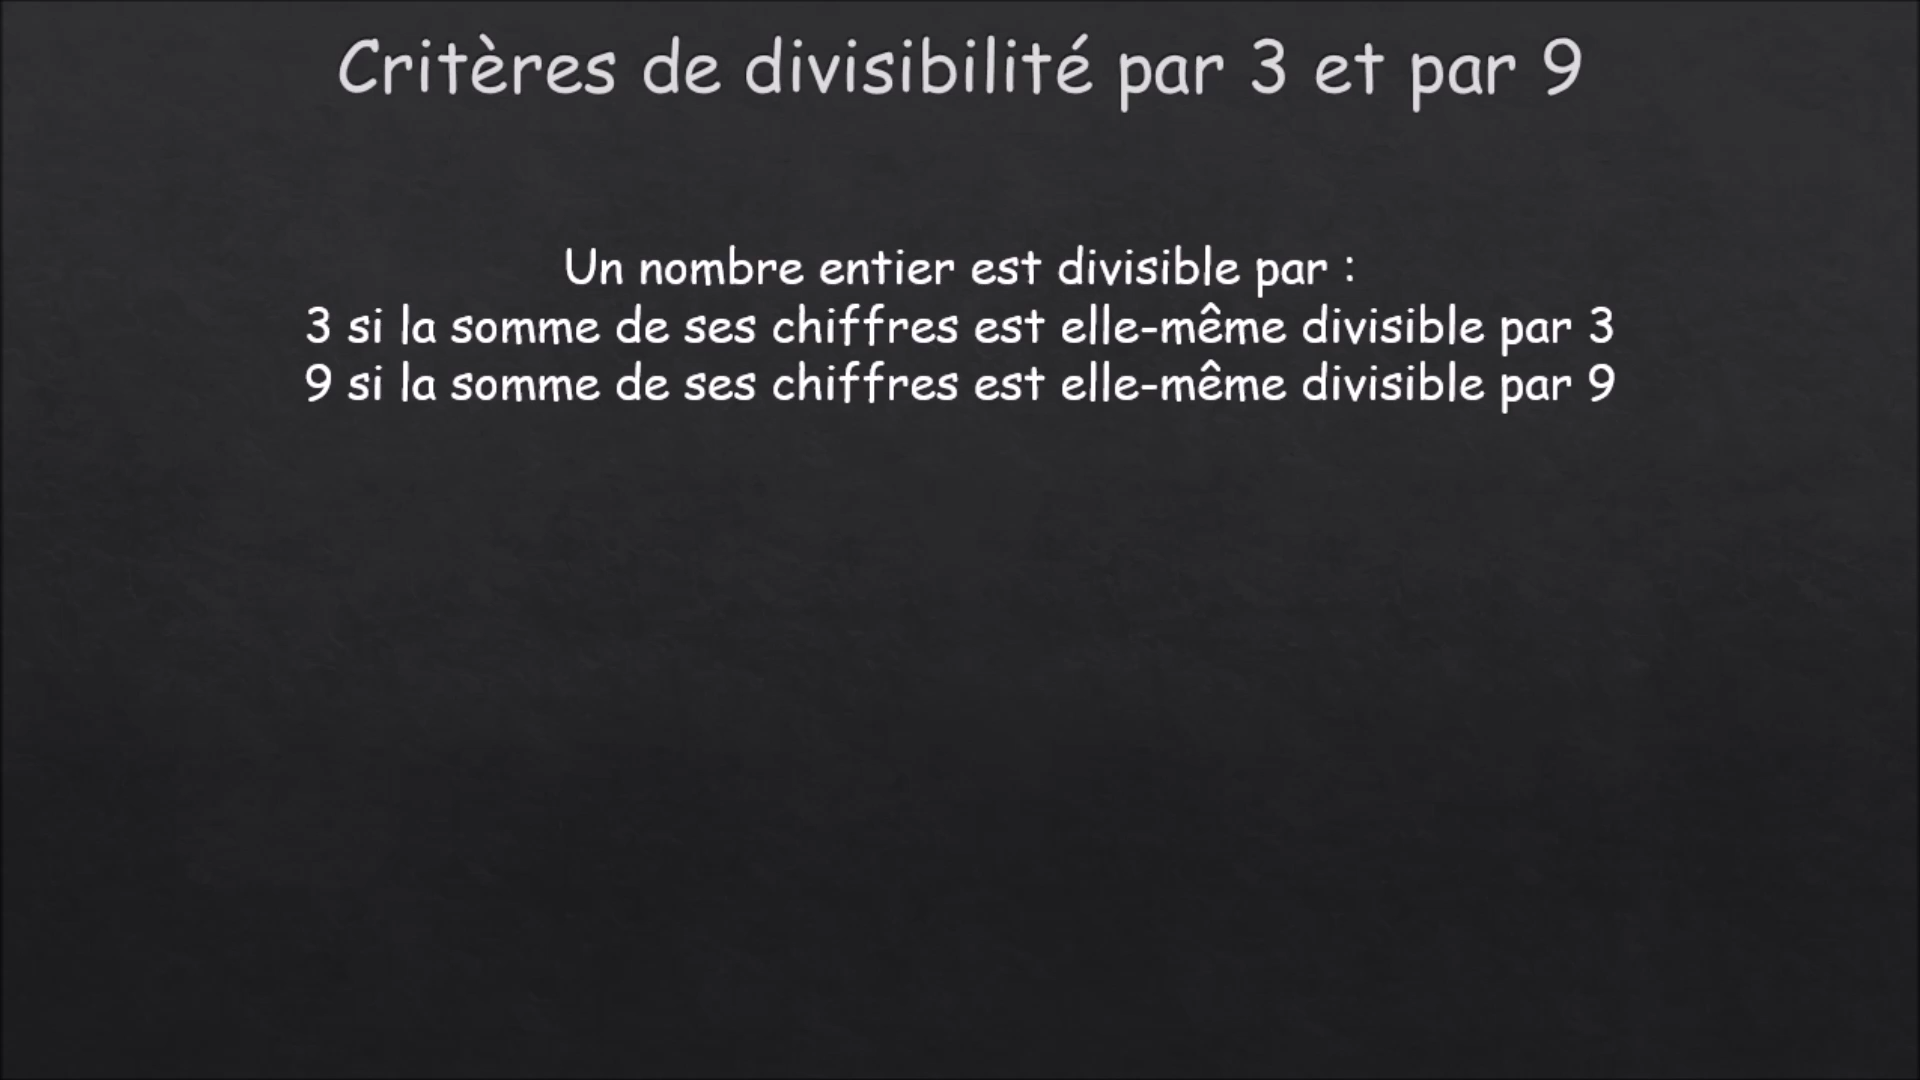 Critères de divisibilité par 3 et par 9
Un nombre entier est divisible par :
3 si la somme de ses chiffres est elle-même divisible par 3
9 si la somme de ses chiffres est elle-même divisible par 9